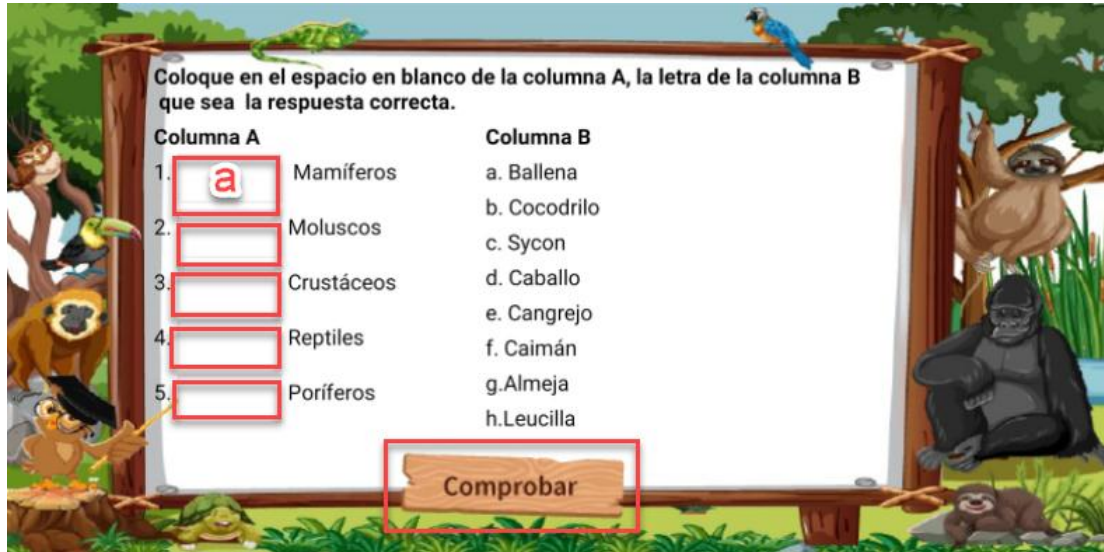 Coloque en el espacio en blanco de la columna A, la letra de la columna B
que sea la respuesta correcta.
Columna A
1. a Mamíferos
2. Moluscos
3. Crustáceos
4. Reptiles
5. Poríferos
Columna B
a. Ballena
b. Cocodrilo
c. Sycon
d. Caballo
e. Cangrejo
f. Caimán
g.Almeja
h.Leucilla
Comprobar